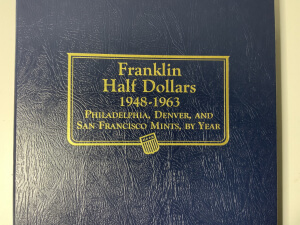 Franklin
Half Dollars
1948-1963
Philadelphia, Denver, and
San Francisco Mints, by Year